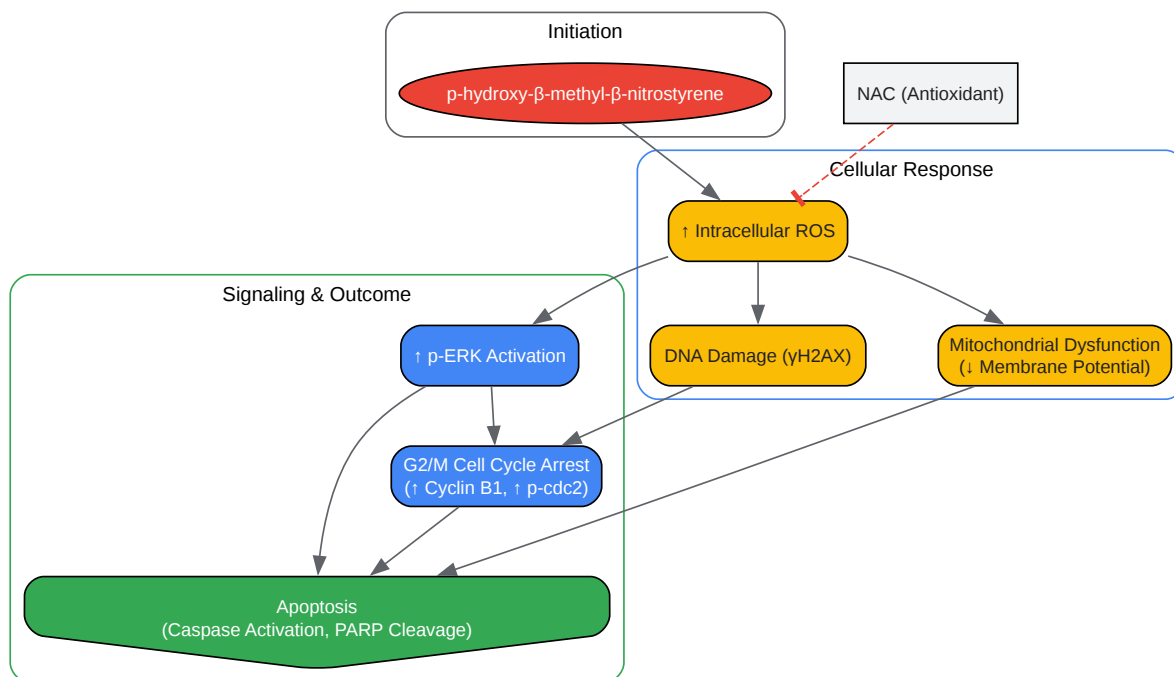 Initiation
p-hydroxy-β-methyl-β-nitrostyrene
NAC (Antioxidant)
Cellular Response
↑ Intracellular ROS
Signaling & Outcome
↑ p-ERK Activation
DNA Damage (γH2AX)
Mitochondrial Dysfunction
(↓ Membrane Potential)
G2/M Cell Cycle Arrest
(↑ Cyclin B1, ↑ p-cdc2)
Apoptosis
(Caspase Activation, PARP Cleavage)